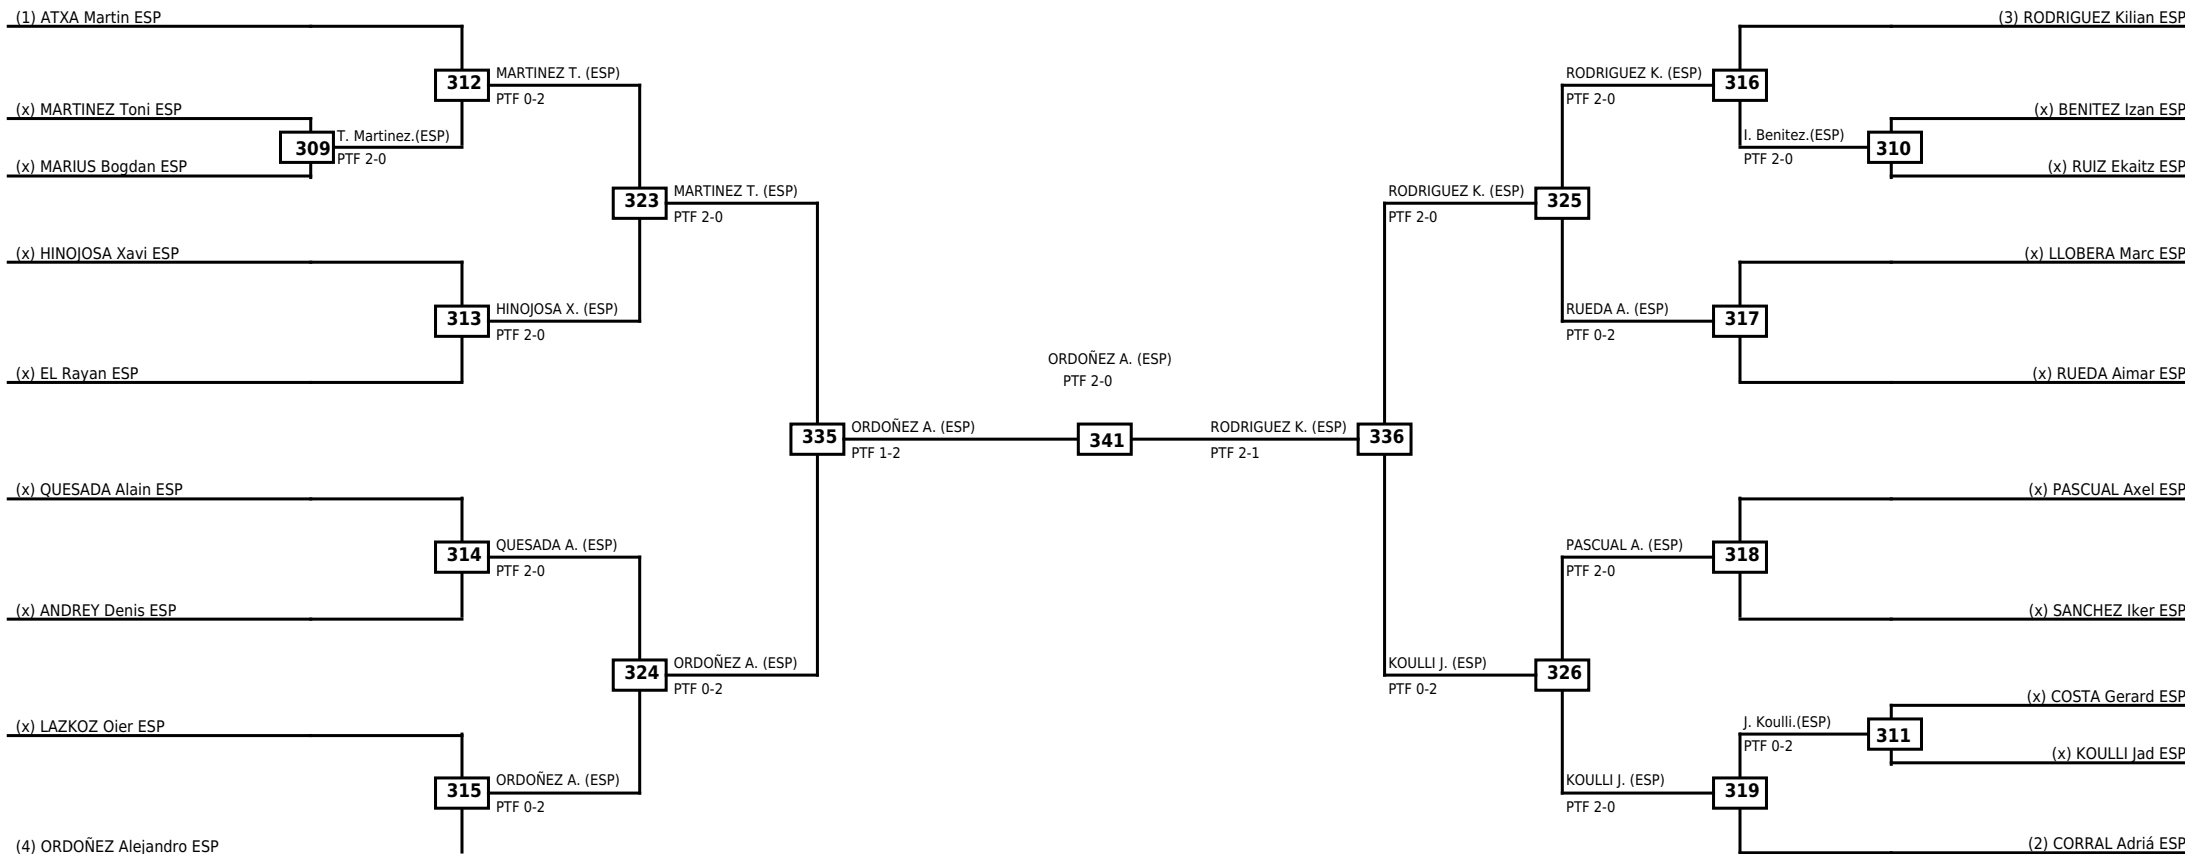 (1) ATXA Martin ESP
(x) MARTINEZ Toni ESP
(x) MARIUS Bogdan ESP
(x) HINOJOSA Xavi ESP
(x) EL Rayan ESP
(x) QUESADA Alain ESP
(x) ANDREY Denis ESP
(x) LAZKOZ Oier ESP
(4) ORDOÑEZ Alejandro ESP
309
T. Martinez.(ESP)
PTF 2-0
312
MARTINEZ T. (ESP)
PTF 0-2
313
HINOJOSA X. (ESP)
PTF 2-0
314
QUESADA A. (ESP)
PTF 2-0
315
ORDOÑEZ A. (ESP)
PTF 0-2
323
MARTINEZ T. (ESP)
PTF 2-0
324
ORDOÑEZ A. (ESP)
PTF 0-2
335
ORDOÑEZ A. (ESP)
PTF 1-2
ORDOÑEZ A. (ESP)
PTF 2-0
341
RODRIGUEZ K. (ESP)
PTF 2-1
336
RODRIGUEZ K. (ESP)
PTF 2-0
325
KOULLI J. (ESP)
PTF 0-2
326
RODRIGUEZ K. (ESP)
PTF 2-0
316
RUEDA A. (ESP)
PTF 0-2
317
PASCUAL A. (ESP)
PTF 2-0
318
KOULLI J. (ESP)
PTF 2-0
319
I. Benitez.(ESP)
PTF 2-0
310
J. Koulli.(ESP)
PTF 0-2
311
(3) RODRIGUEZ Kilian ESP
(x) BENITEZ Izan ESP
(x) RUIZ Ekaitz ESP
(x) LLOBERA Marc ESP
(x) RUEDA Aimar ESP
(x) PASCUAL Axel ESP
(x) SANCHEZ Iker ESP
(x) COSTA Gerard ESP
(x) KOULLI Jad ESP
(2) CORRAL Adriá ESP